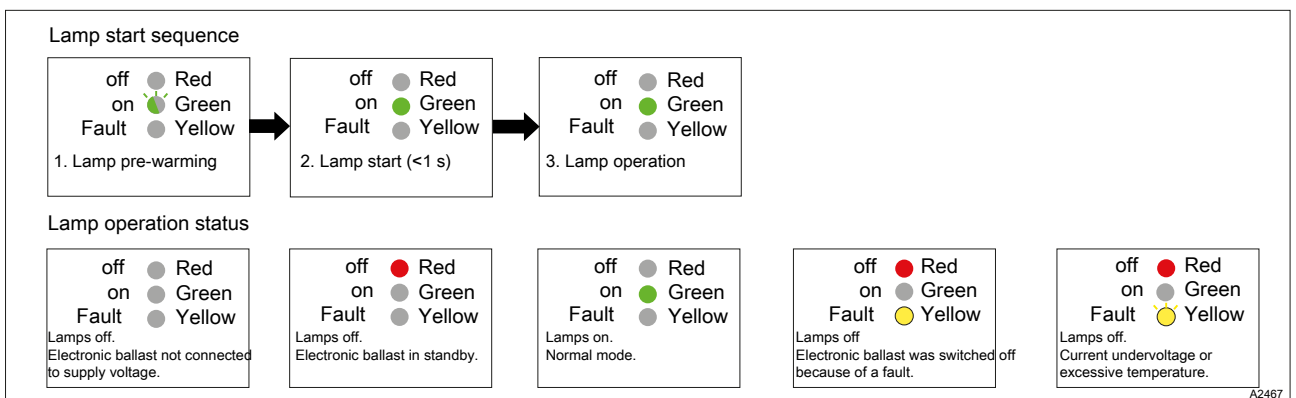 Lamp start sequence
off Red
on Green
Fault Yellow
1. Lamp pre-warming
off Red
on Green
Fault Yellow
2. Lamp start (<1 s)
off Red
on Green
Fault Yellow
3. Lamp operation
Lamp operation status
off Red
on Green
Fault Yellow
Lamps off.
Electronic ballast not connected
to supply voltage.
off Red
on Green
Fault Yellow
Lamps off.
Electronic ballast in standby.
off Red
on Green
Fault Yellow
Lamps on.
Normal mode.
off Red
on Green
Fault Yellow
Lamps off
Electronic ballast was switched off
because of a fault.
off Red
on Green
Fault Yellow
Lamps off.
Current undervoltage or
excessive temperature.
A2467